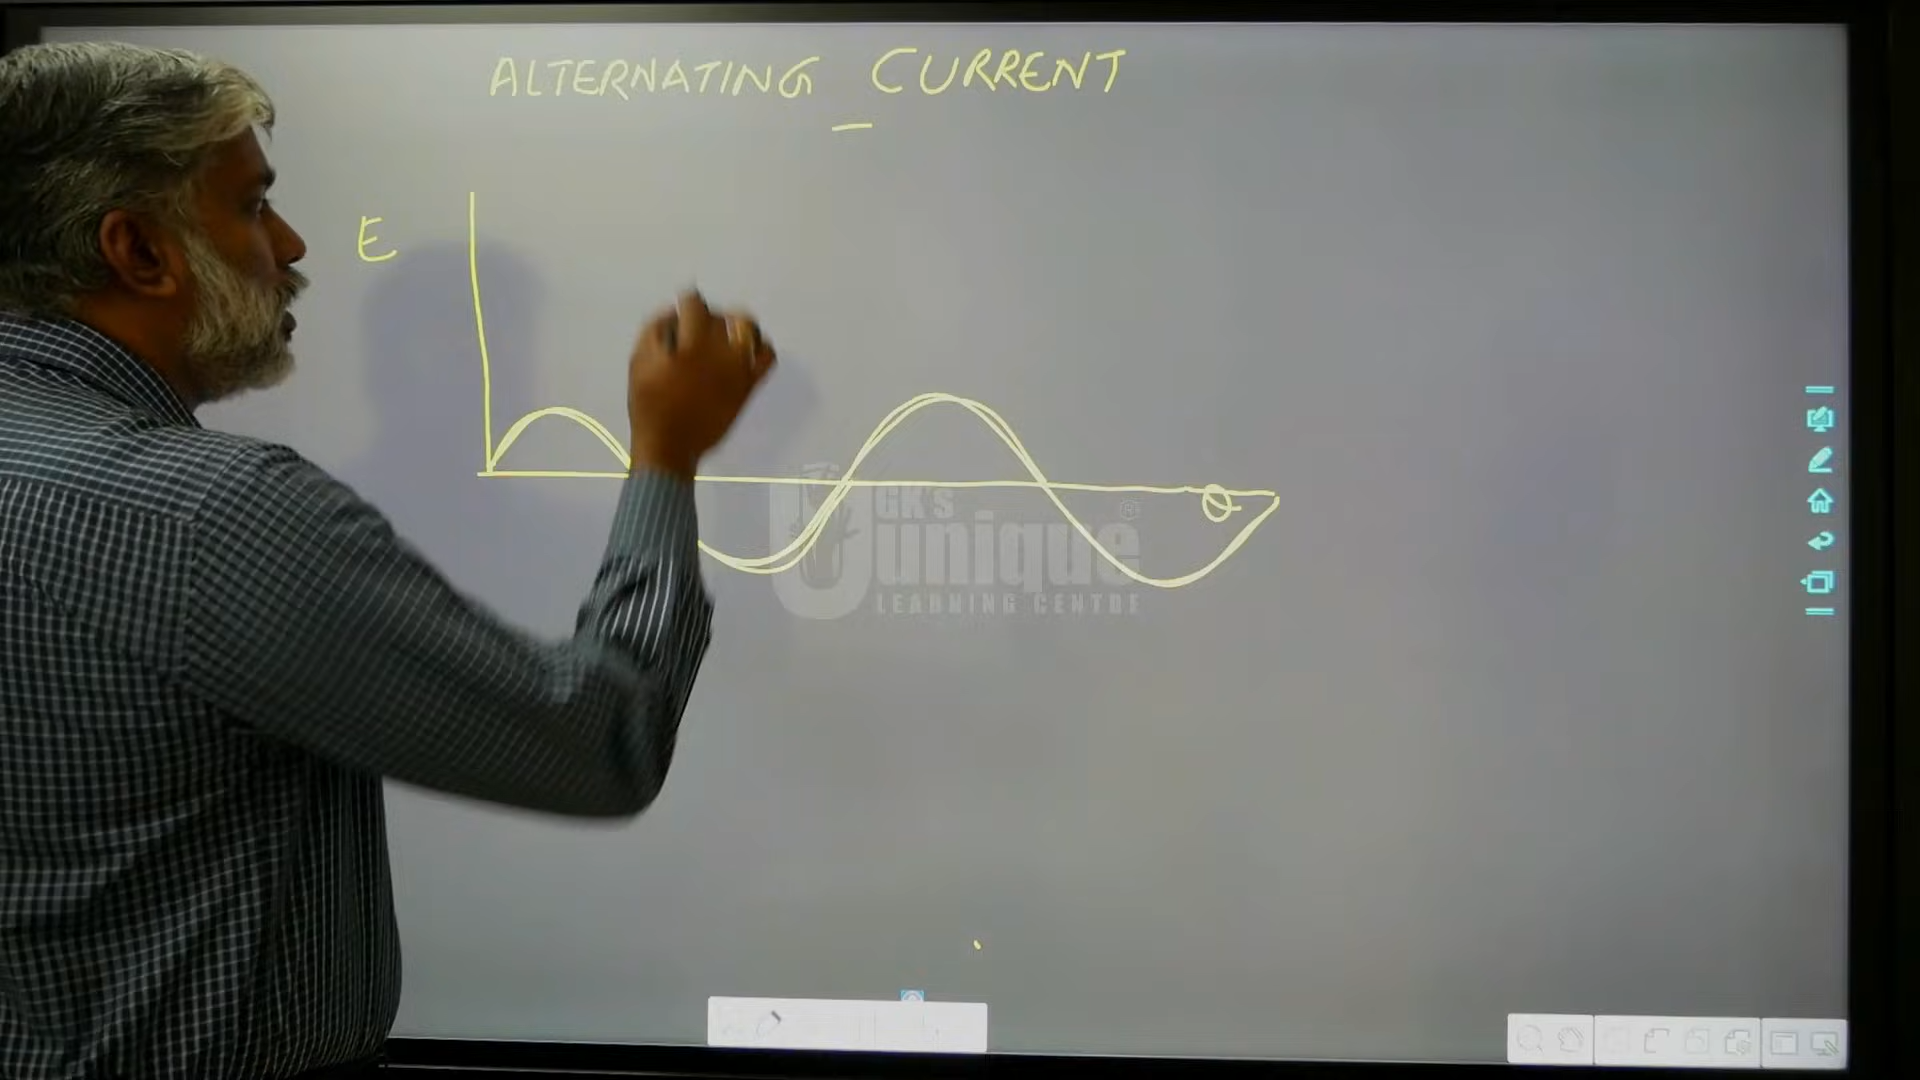 ALTERNATING CURRENT
E
GK's
unique
LEARNING CENTRE